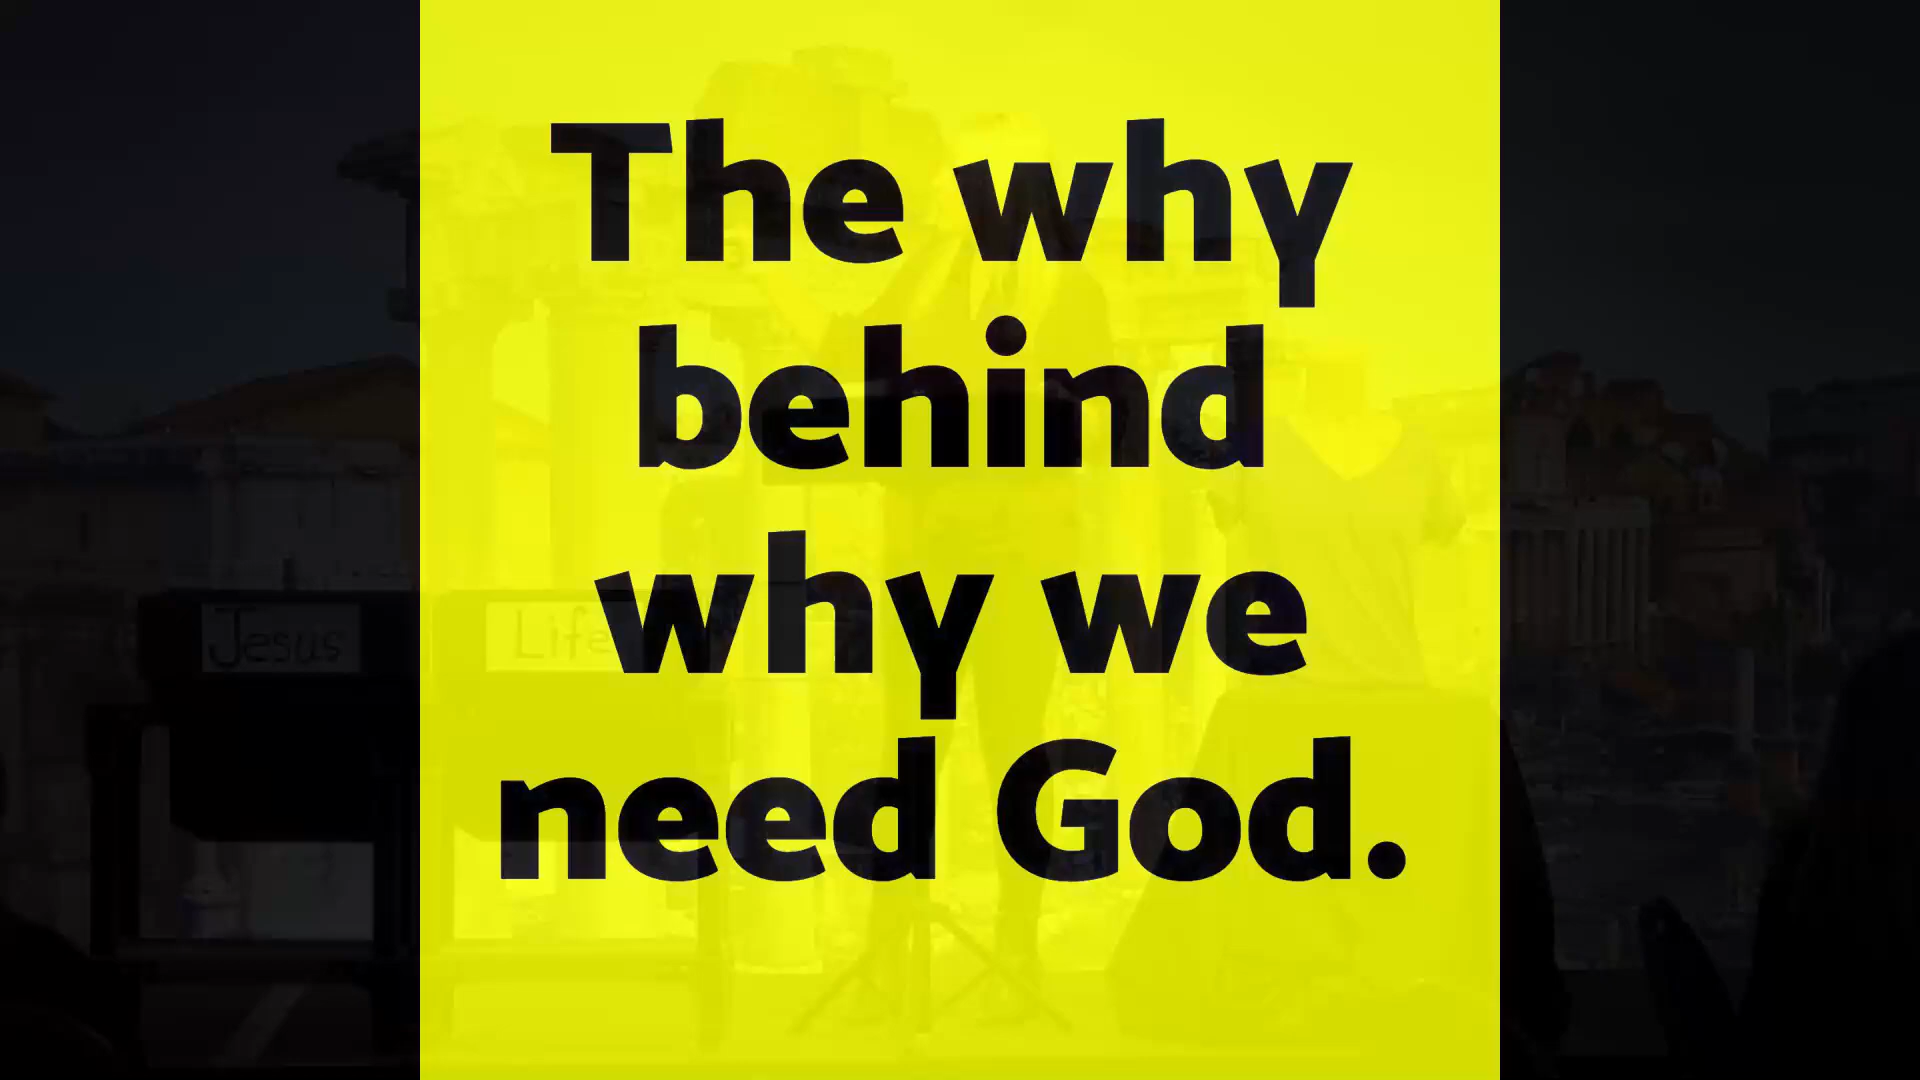 The why
behind
why we
need God.
Jesus
Life